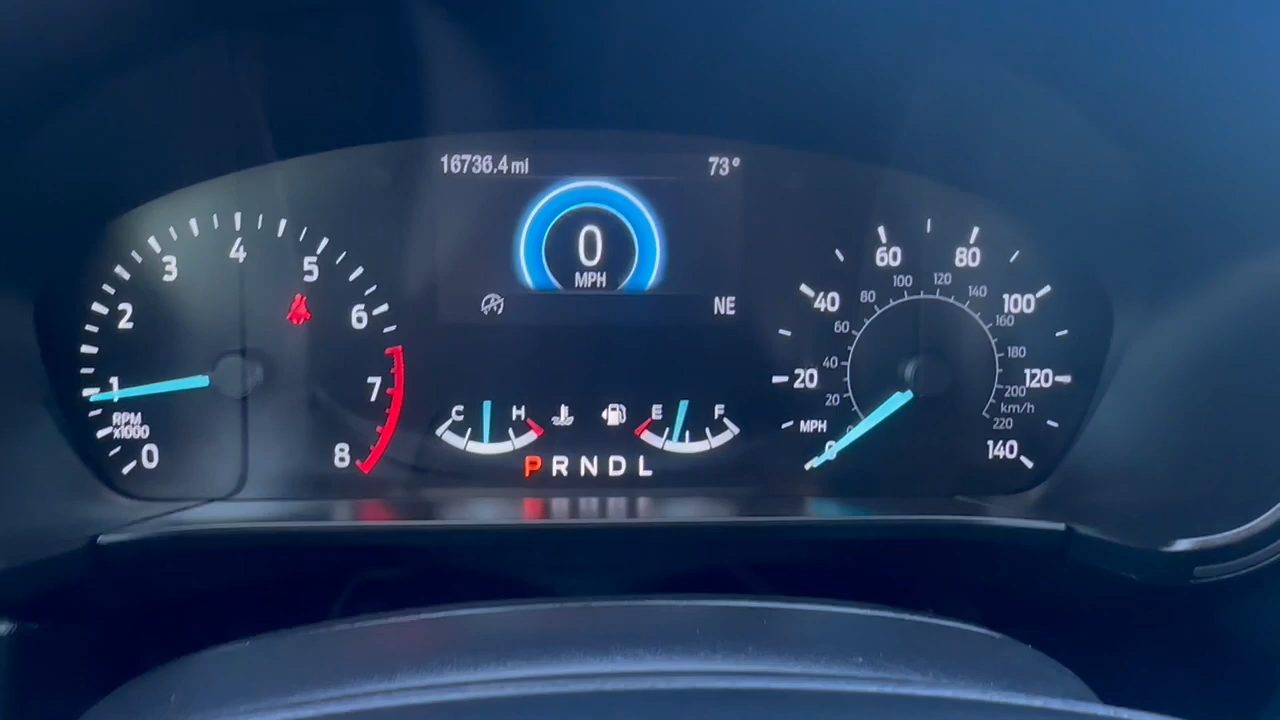 16736.4 mi 73°
0
MPH
NE
0 1 2 3 4 5 6 7 8
RPM
x1000
C H
E F
P R N D L
0 20 40 60 80 100 120 140
MPH
0 20 40 60 80 100 120 140 160 180 200 220
km/h